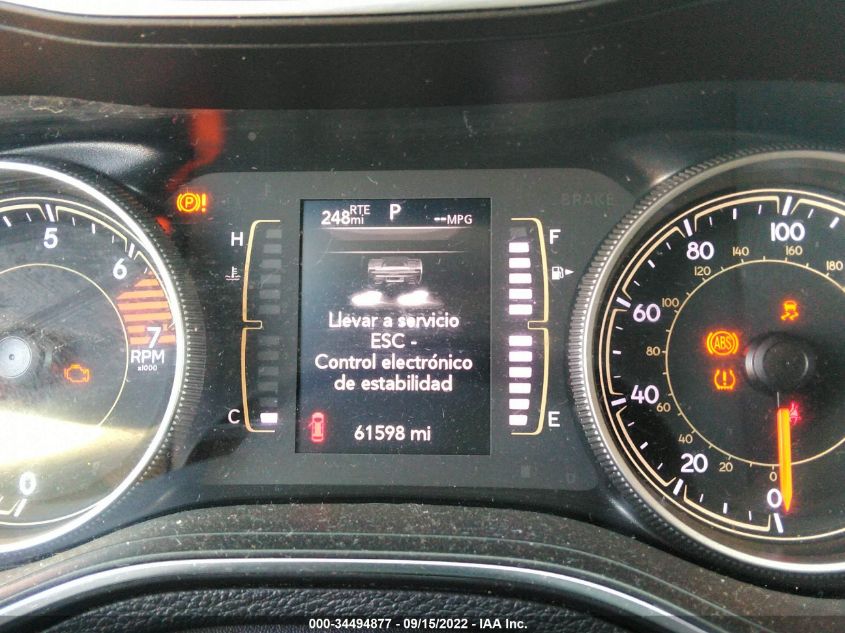 248 RTE mi P --MPG
BRAKE
H
F
Llevar a servicio
ESC -
Control electrónico
de estabilidad
C
E
61598 mi
5
6
7
RPM
x1000
0
0
20
40
60
80
100
0
20
40
60
80
100
120
140
160
180
ABS
P!
000-34494877 - 09/15/2022 - IAA Inc.